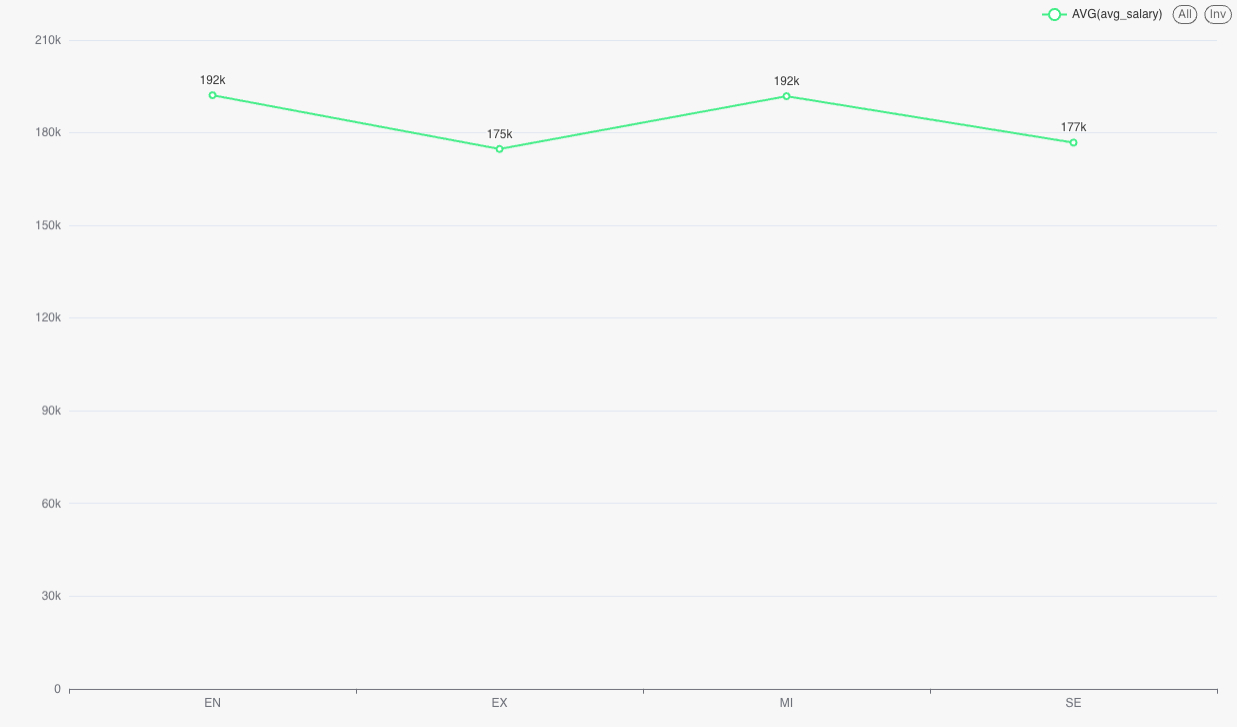 AVG(avg_salary) All Inv
210k
192k 192k
180k
175k 177k
150k
120k
90k
60k
30k
0
EN EX MI SE